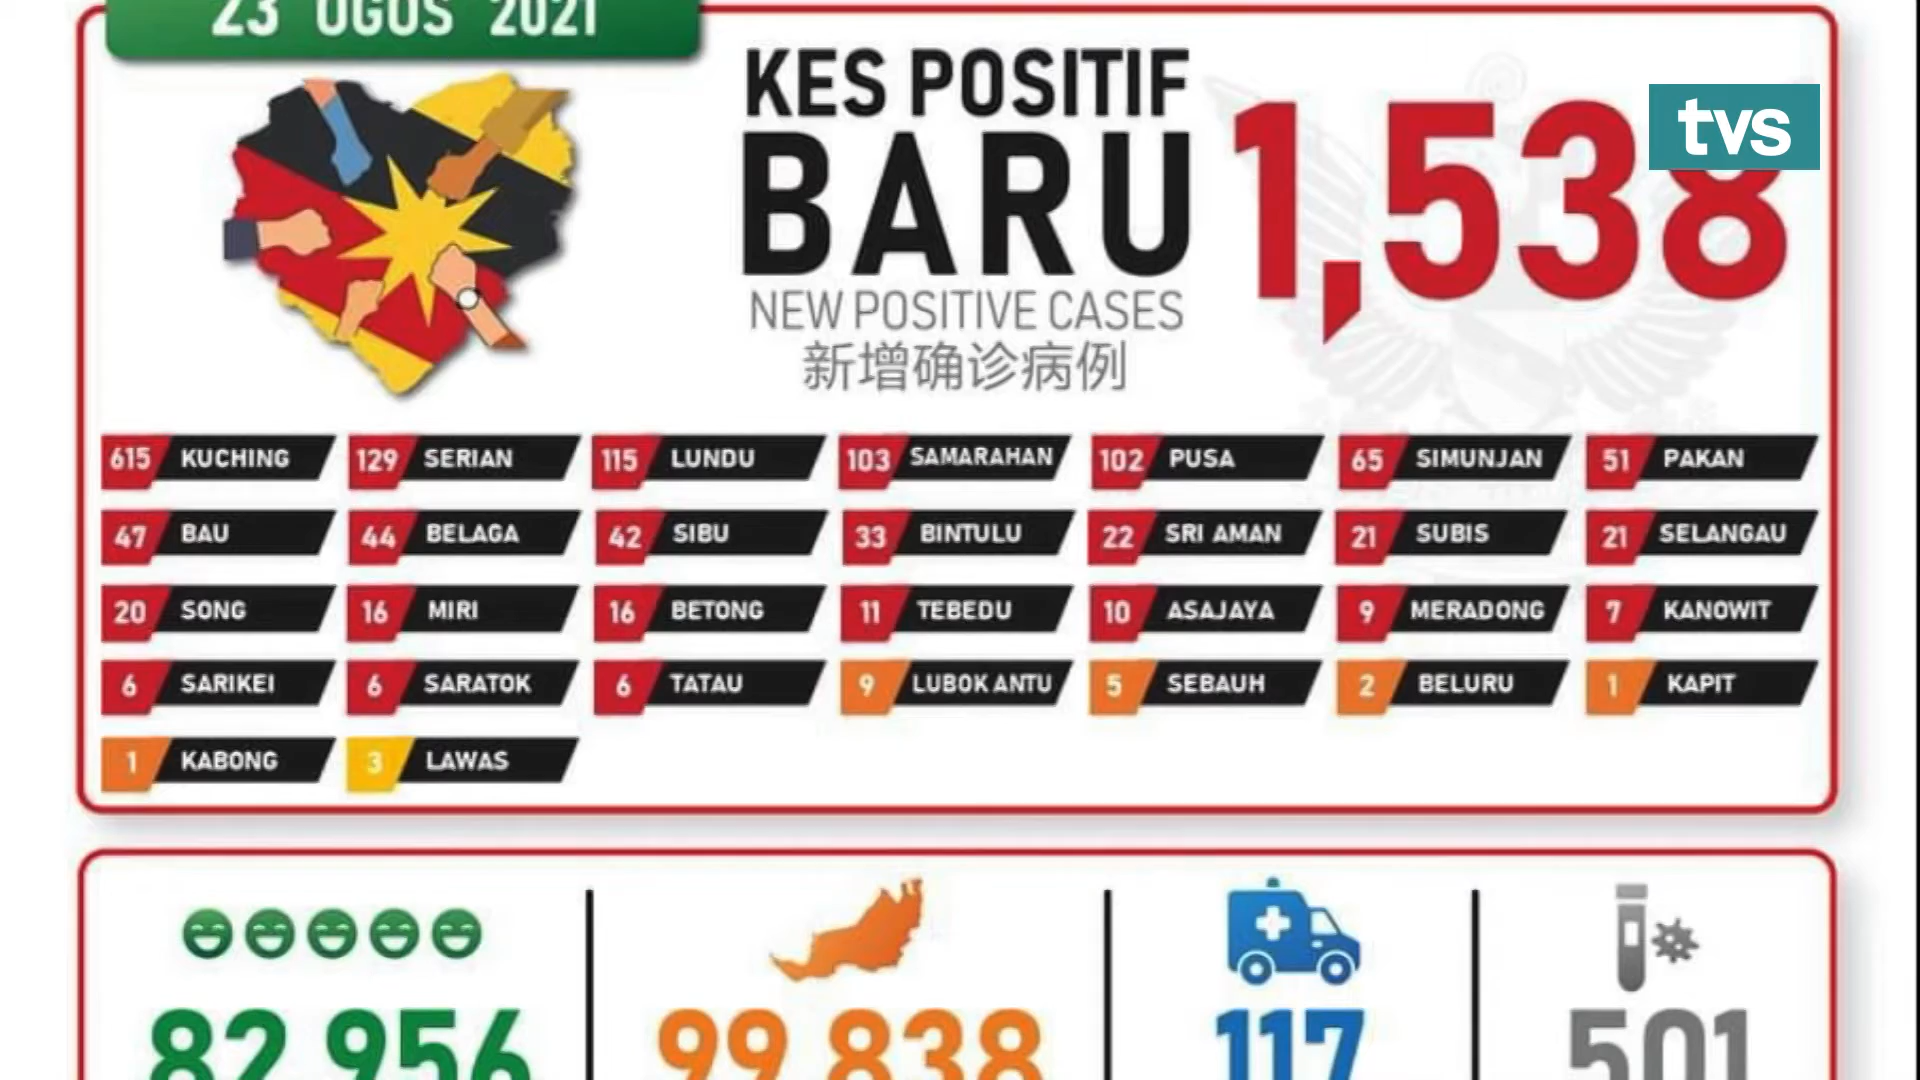 23 OGOS 2021
KES POSITIF
BARU
NEW POSITIVE CASES
新增确诊病例
1,538
tvs
615 KUCHING
129 SERIAN
115 LUNDU
103 SAMARAHAN
102 PUSA
65 SIMUNJAN
51 PAKAN
47 BAU
44 BELAGA
42 SIBU
33 BINTULU
22 SRI AMAN
21 SUBIS
21 SELANGAU
20 SONG
16 MIRI
16 BETONG
11 TEBEDU
10 ASAJAYA
9 MERADONG
7 KANOWIT
6 SARIKEI
6 SARATOK
6 TATAU
9 LUBOK ANTU
5 SEBAUH
2 BELURU
1 KAPIT
1 KABONG
3 LAWAS
82,956
99,838
117
501